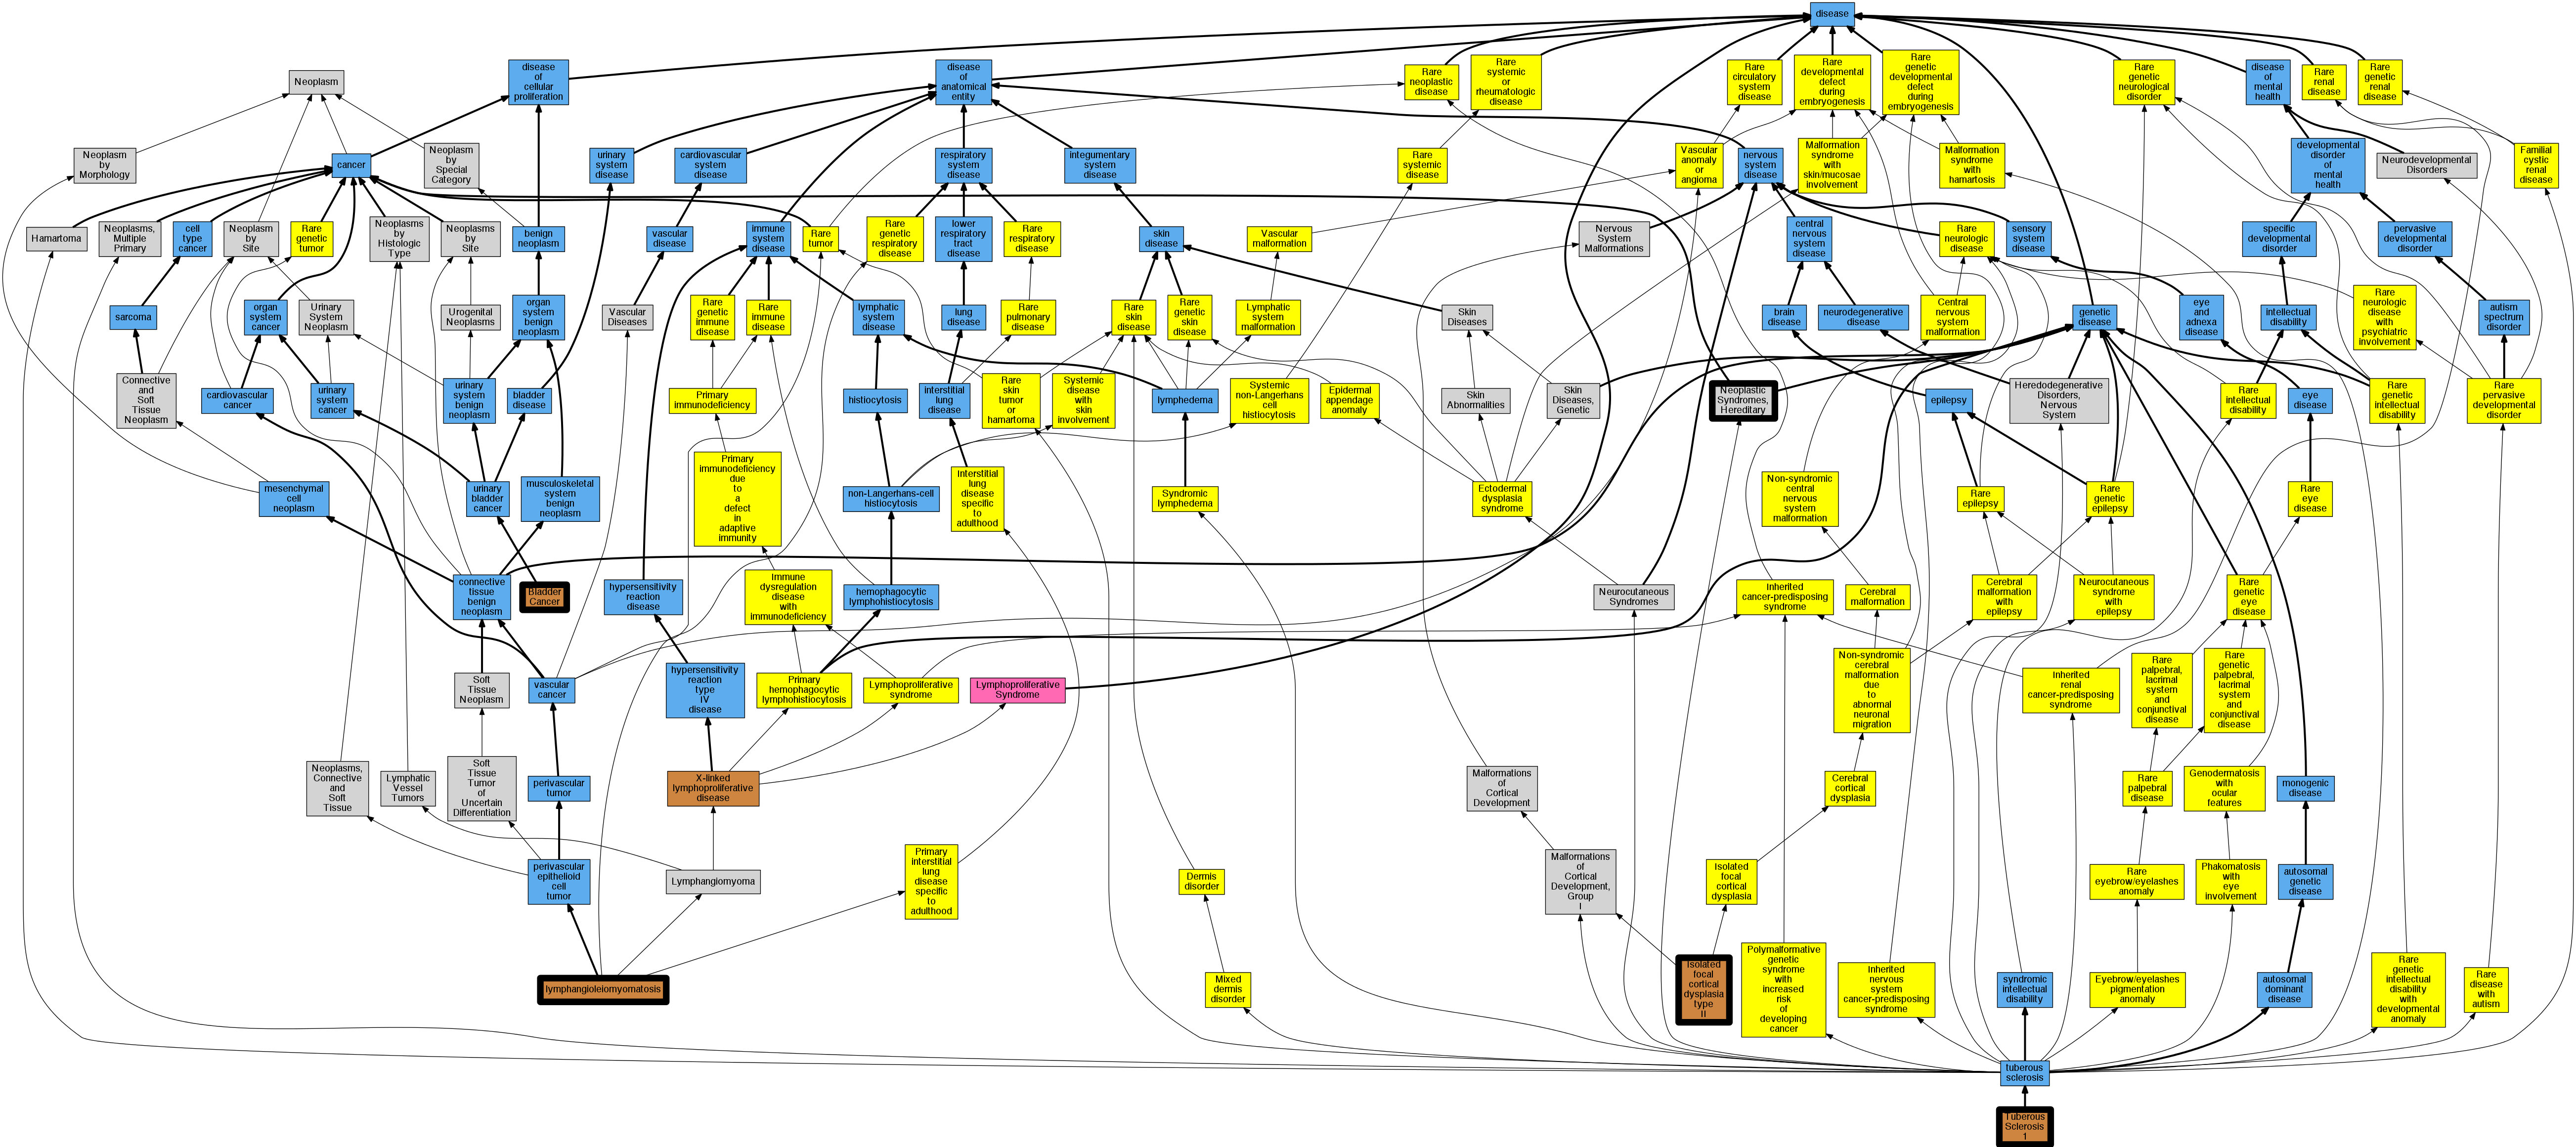 disease
Neoplasm
disease
of
cellular
proliferation
disease
of
anatomical
entity
Rare
neoplastic
disease
Rare
systemic
or
rheumatologic
disease
Rare
circulatory
system
disease
Rare
developmental
defect
during
embryogenesis
Rare
genetic
developmental
defect
during
embryogenesis
Rare
genetic
neurological
disorder
disease
of
mental
health
Rare
renal
disease
Rare
genetic
renal
disease
Neoplasm
by
Morphology
cancer
Neoplasm
by
Special
Category
urinary
system
disease
cardiovascular
system
disease
respiratory
system
disease
integumentary
system
disease
Rare
systemic
disease
Vascular
anomaly
or
angioma
nervous
system
disease
Malformation
syndrome
with
skin/mucosae
involvement
Malformation
syndrome
with
hamartosis
developmental
disorder
of
mental
health
Neurodevelopmental
Disorders
Familial
cystic
renal
disease
Hamartoma
Neoplasms,
Multiple
Primary
cell
type
cancer
Neoplasm
by
Site
Rare
genetic
tumor
Neoplasms
by
Histologic
Type
Neoplasms
by
Site
benign
neoplasm
vascular
disease
immune
system
disease
Rare
tumor
Rare
genetic
respiratory
disease
lower
respiratory
tract
disease
Rare
respiratory
disease
skin
disease
Vascular
malformation
Nervous
System
Malformations
central
nervous
system
disease
Rare
neurologic
disease
sensory
system
disease
specific
developmental
disorder
pervasive
developmental
disorder
sarcoma
organ
system
cancer
Urinary
System
Neoplasm
Urogenital
Neoplasms
organ
system
benign
neoplasm
Vascular
Diseases
Rare
genetic
immune
disease
Rare
immune
disease
lymphatic
system
disease
lung
disease
Rare
pulmonary
disease
Rare
skin
disease
Rare
genetic
skin
disease
Lymphatic
system
malformation
Skin
Diseases
brain
disease
neurodegenerative
disease
Central
nervous
system
malformation
genetic
disease
eye
and
adnexa
disease
intellectual
disability
Rare
neurologic
disease
with
psychiatric
involvement
autism
spectrum
disorder
Connective
and
Soft
Tissue
Neoplasm
cardiovascular
cancer
urinary
system
cancer
urinary
system
benign
neoplasm
bladder
disease
Primary
immunodeficiency
histiocytosis
interstitial
lung
disease
Rare
skin
tumor
or
hamartoma
Systemic
disease
with
skin
involvement
lymphedema
Systemic
non-Langerhans
cell
histiocytosis
Epidermal
appendage
anomaly
Skin
Abnormalities
Skin
Diseases,
Genetic
Neoplastic
Syndromes,
Hereditary
epilepsy
Heredodegenerative
Disorders,
Nervous
System
Rare
intellectual
disability
eye
disease
Rare
genetic
intellectual
disability
Rare
pervasive
developmental
disorder
mesenchymal
cell
neoplasm
urinary
bladder
cancer
musculoskeletal
system
benign
neoplasm
Primary
immunodeficiency
due
to
a
defect
in
adaptive
immunity
non-Langerhans-cell
histiocytosis
Interstitial
lung
disease
specific
to
adulthood
Syndromic
lymphedema
Ectodermal
dysplasia
syndrome
Non-syndromic
central
nervous
system
malformation
Rare
epilepsy
Rare
genetic
epilepsy
Rare
eye
disease
connective
tissue
benign
neoplasm
Bladder
Cancer
hypersensitivity
reaction
disease
Immune
dysregulation
disease
with
immunodeficiency
hemophagocytic
lymphohistiocytosis
Neurocutaneous
Syndromes
Inherited
cancer-predisposing
syndrome
Cerebral
malformation
Cerebral
malformation
with
epilepsy
Neurocutaneous
syndrome
with
epilepsy
Rare
genetic
eye
disease
Soft
Tissue
Neoplasm
vascular
cancer
hypersensitivity
reaction
type
IV
disease
Primary
hemophagocytic
lymphohistiocytosis
Lymphoproliferative
syndrome
Lymphoproliferative
Syndrome
Non-syndromic
cerebral
malformation
due
to
abnormal
neuronal
migration
Inherited
renal
cancer-predisposing
syndrome
Rare
palpebral,
lacrimal
system
and
conjunctival
disease
Rare
genetic
palpebral,
lacrimal
system
and
conjunctival
disease
Neoplasms,
Connective
and
Soft
Tissue
Lymphatic
Vessel
Tumors
Soft
Tissue
Tumor
of
Uncertain
Differentiation
perivascular
tumor
X-linked
lymphoproliferative
disease
Malformations
of
Cortical
Development
Cerebral
cortical
dysplasia
Rare
palpebral
disease
Genodermatosis
with
ocular
features
monogenic
disease
perivascular
epithelioid
cell
tumor
Lymphangiomyoma
Primary
interstitial
lung
disease
specific
to
adulthood
Dermis
disorder
Malformations
of
Cortical
Development,
Group
I
Isolated
focal
cortical
dysplasia
Rare
eyebrow/eyelashes
anomaly
Phakomatosis
with
eye
involvement
autosomal
genetic
disease
lymphangioleiomyomatosis
Mixed
dermis
disorder
Isolated
focal
cortical
dysplasia
type
II
Polymalformative
genetic
syndrome
with
increased
risk
of
developing
cancer
Inherited
nervous
system
cancer-predisposing
syndrome
syndromic
intellectual
disability
Eyebrow/eyelashes
pigmentation
anomaly
autosomal
dominant
disease
Rare
genetic
intellectual
disability
with
developmental
anomaly
Rare
disease
with
autism
tuberous
sclerosis
Tuberous
Sclerosis
1